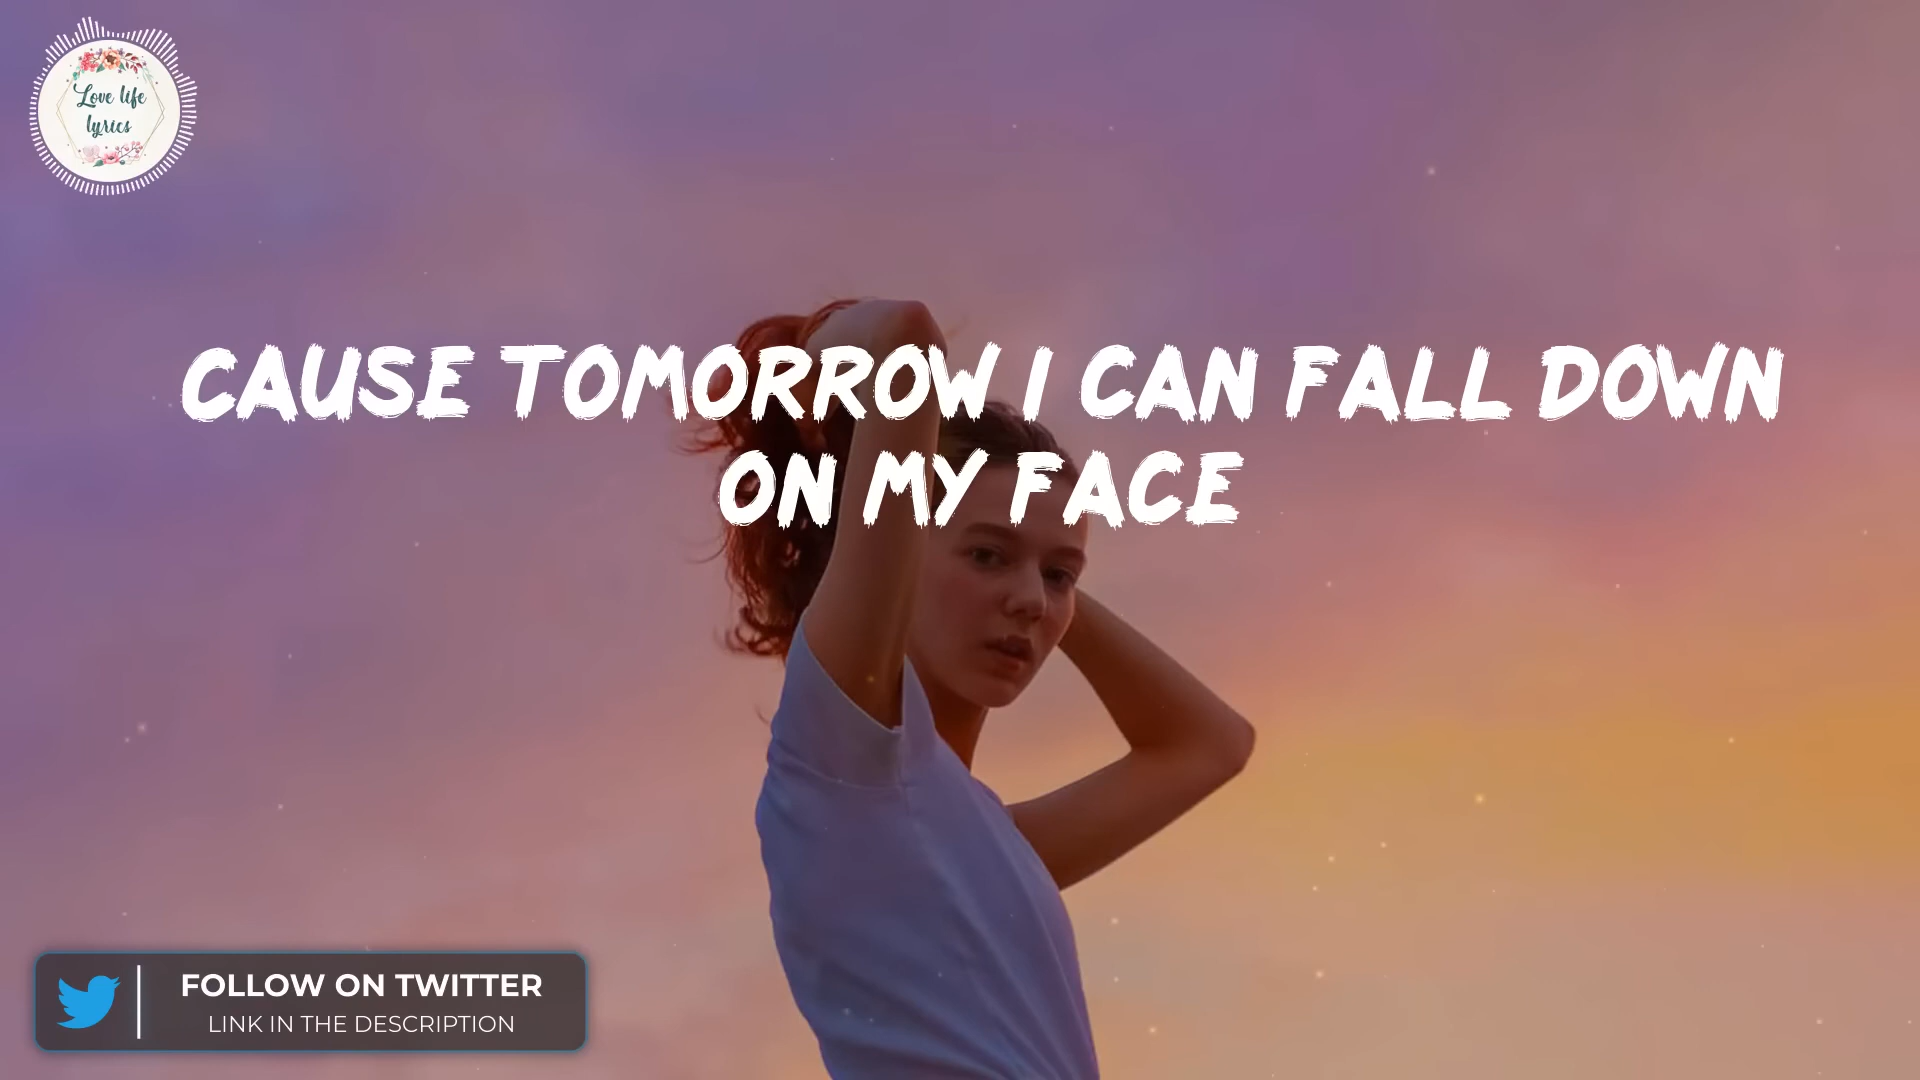 Love life
lyrics
CAUSE TOMORROW I CAN FALL DOWN
ON MY FACE
FOLLOW ON TWITTER
LINK IN THE DESCRIPTION